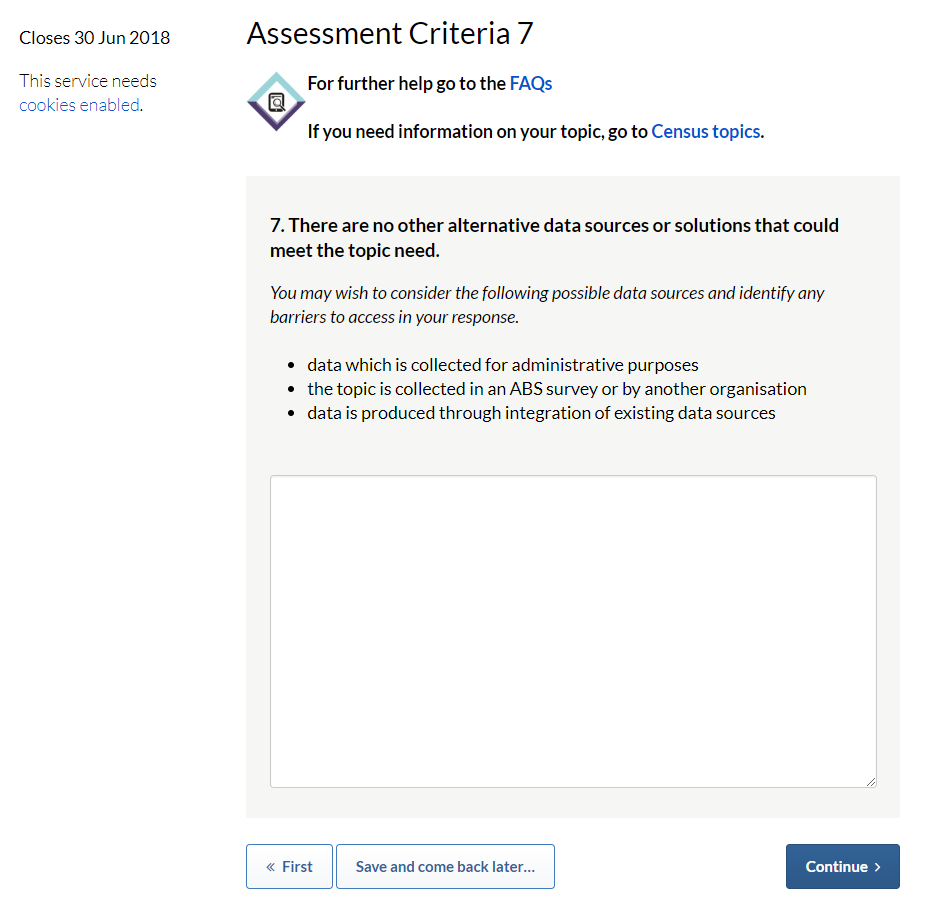 Closes 30 Jun 2018
This service needs
cookies enabled.
Assessment Criteria 7
For further help go to the FAQs
If you need information on your topic, go to Census topics.
7. There are no other alternative data sources or solutions that could
meet the topic need.
You may wish to consider the following possible data sources and identify any
barriers to access in your response.
• data which is collected for administrative purposes
• the topic is collected in an ABS survey or by another organisation
• data is produced through integration of existing data sources
« First
Save and come back later...
Continue >